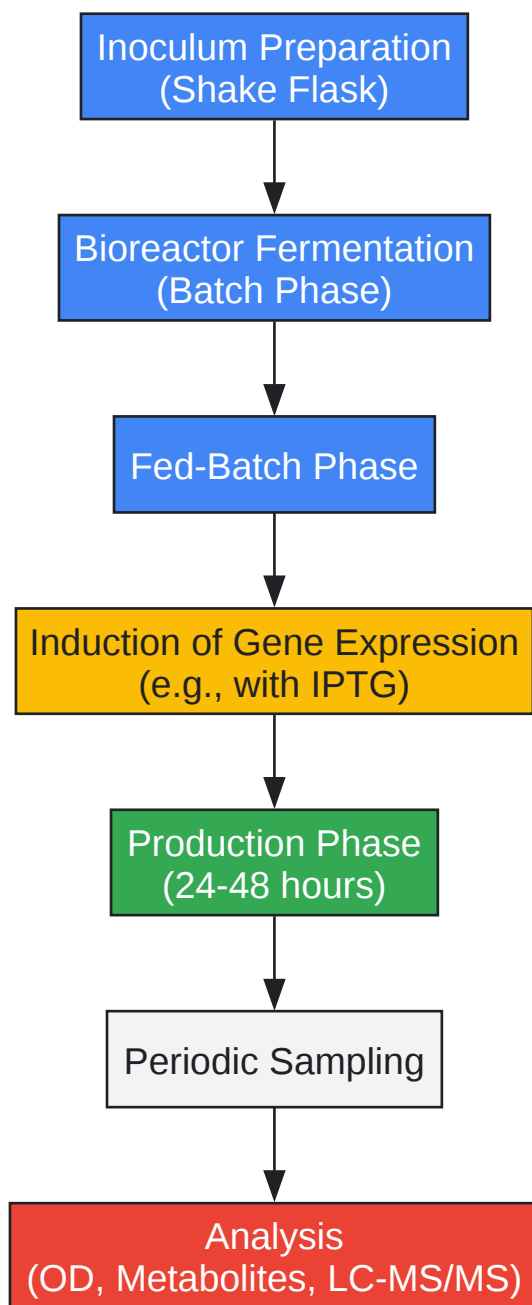 Inoculum Preparation
(Shake Flask)
Bioreactor Fermentation
(Batch Phase)
Fed-Batch Phase
Induction of Gene Expression
(e.g., with IPTG)
Production Phase
(24-48 hours)
Periodic Sampling
Analysis
(OD, Metabolites, LC-MS/MS)